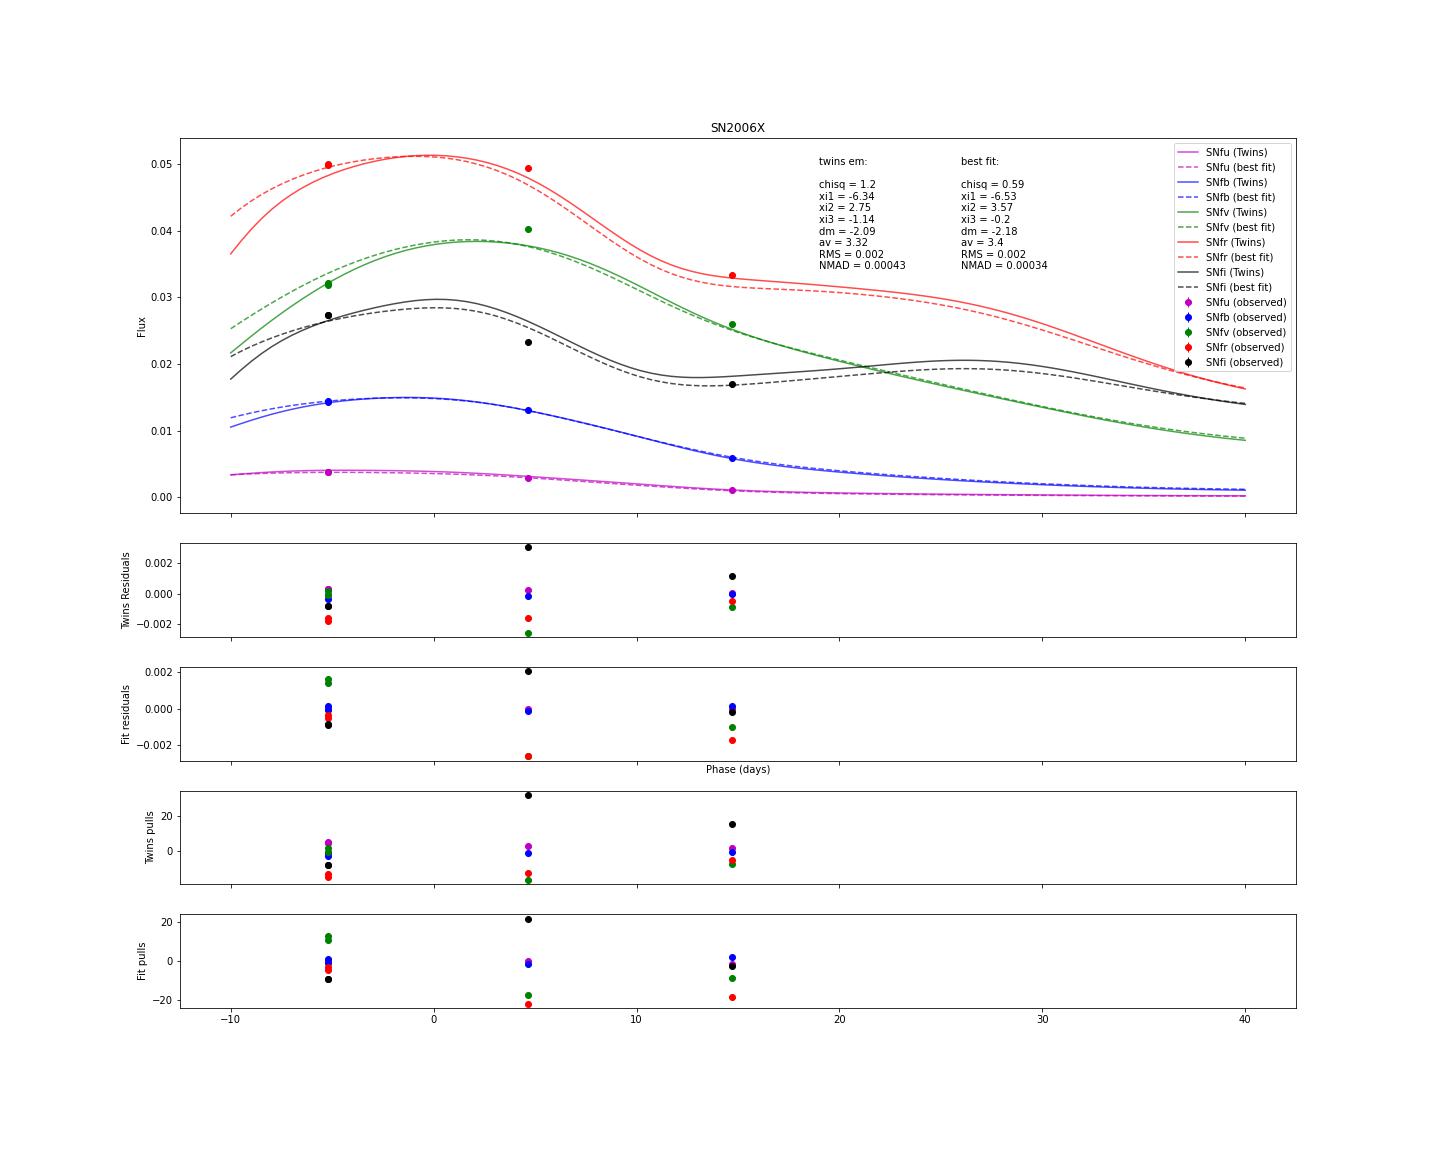 SN2006X
0.05
0.04
0.03
0.02
0.01
0.00
Flux
twins em:
chisq = 1.2
xi1 = -6.34
xi2 = 2.75
xi3 = -1.14
dm = -2.09
av = 3.32
RMS = 0.002
NMAD = 0.00043
best fit:
chisq = 0.59
xi1 = -6.53
xi2 = 3.57
xi3 = -0.2
dm = -2.18
av = 3.4
RMS = 0.002
NMAD = 0.00034
SNfu (Twins)
SNfu (best fit)
SNfb (Twins)
SNfb (best fit)
SNfv (Twins)
SNfv (best fit)
SNfr (Twins)
SNfr (best fit)
SNfi (Twins)
SNfi (best fit)
SNfu (observed)
SNfb (observed)
SNfv (observed)
SNfr (observed)
SNfi (observed)
0.002
0.000
−0.002
Twins Residuals
0.002
0.000
−0.002
Fit residuals
Phase (days)
20
0
Twins pulls
20
0
−20
Fit pulls
−10
0
10
20
30
40